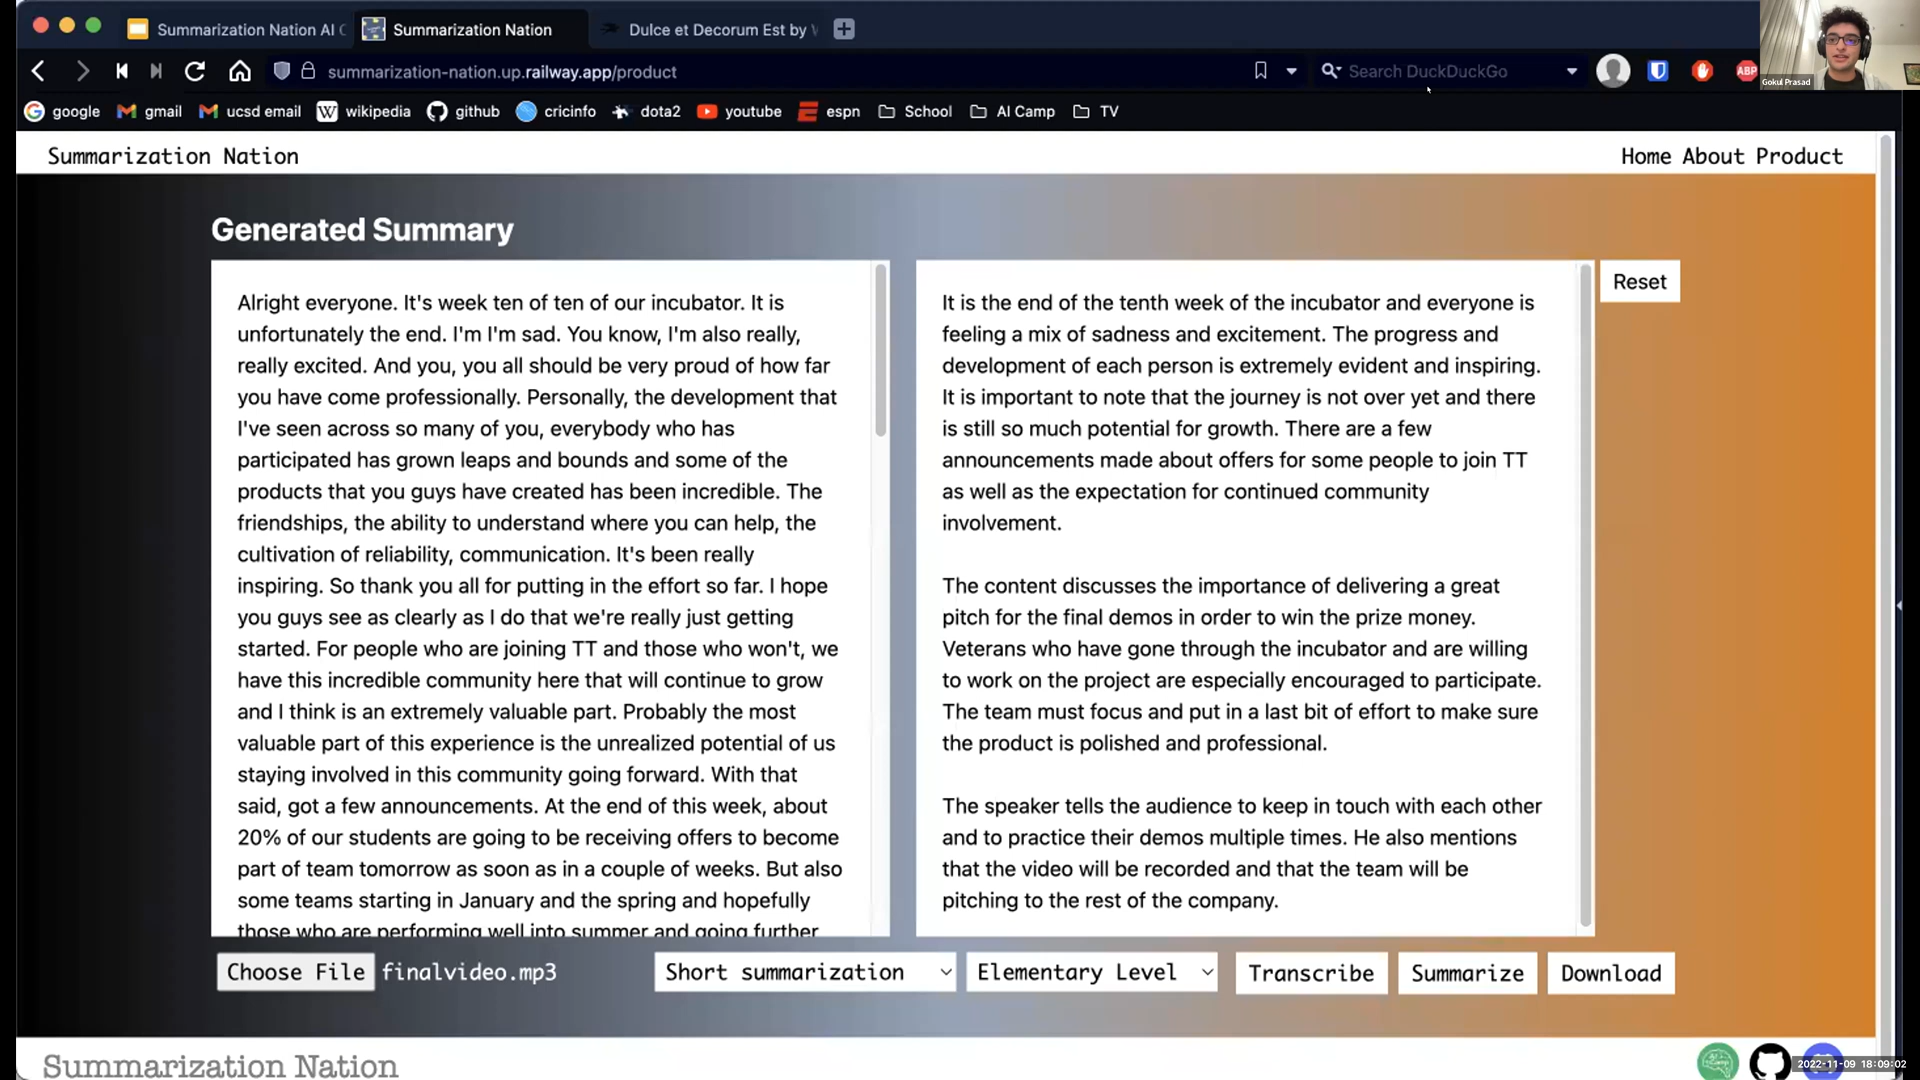 Summarization Nation AI C
Summarization Nation
Dulce et Decorum Est by W
summarization-nation.up.railway.app/product
Search DuckDuckGo
ABP
Gokul Prasad
google
gmail
ucsd email
wikipedia
github
cricinfo
dota2
youtube
espn
School
AI Camp
TV
Summarization Nation
Home About Product
Generated Summary
Alright everyone. It's week ten of ten of our incubator. It is
unfortunately the end. I'm I'm sad. You know, I'm also really,
really excited. And you, you all should be very proud of how far
you have come professionally. Personally, the development that
I've seen across so many of you, everybody who has
participated has grown leaps and bounds and some of the
products that you guys have created has been incredible. The
friendships, the ability to understand where you can help, the
cultivation of reliability, communication. It's been really
inspiring. So thank you all for putting in the effort so far. I hope
you guys see as clearly as I do that we're really just getting
started. For people who are joining TT and those who won't, we
have this incredible community here that will continue to grow
and I think is an extremely valuable part. Probably the most
valuable part of this experience is the unrealized potential of us
staying involved in this community going forward. With that
said, got a few announcements. At the end of this week, about
20% of our students are going to be receiving offers to become
part of team tomorrow as soon as in a couple of weeks. But also
some teams starting in January and the spring and hopefully
those who are performing well into summer and going further
It is the end of the tenth week of the incubator and everyone is
feeling a mix of sadness and excitement. The progress and
development of each person is extremely evident and inspiring.
It is important to note that the journey is not over yet and there
is still so much potential for growth. There are a few
announcements made about offers for some people to join TT
as well as the expectation for continued community
involvement.
The content discusses the importance of delivering a great
pitch for the final demos in order to win the prize money.
Veterans who have gone through the incubator and are willing
to work on the project are especially encouraged to participate.
The team must focus and put in a last bit of effort to make sure
the product is polished and professional.
The speaker tells the audience to keep in touch with each other
and to practice their demos multiple times. He also mentions
that the video will be recorded and that the team will be
pitching to the rest of the company.
Reset
Choose File finalvideo.mp3
Short summarization
Elementary Level
Transcribe
Summarize
Download
Summarization Nation
2022-11-09 18:09:02